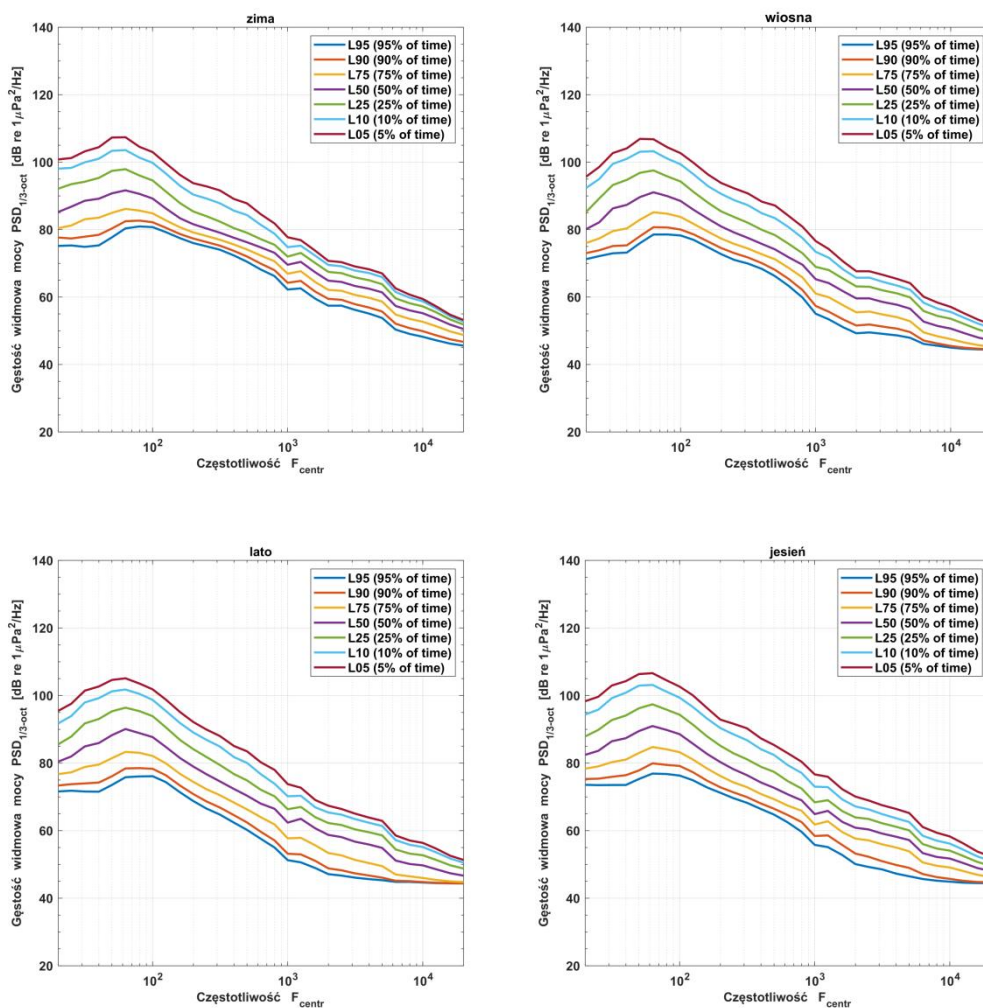 zima
140
120
100
80
60
40
20
Gęstość widmowa mocy PSD1/3-oct [dB re 1μPa²/Hz]
L95 (95% of time)
L90 (90% of time)
L75 (75% of time)
L50 (50% of time)
L25 (25% of time)
L10 (10% of time)
L05 (5% of time)
10² 10³ 10⁴
Częstotliwość Fcentr
wiosna
140
120
100
80
60
40
20
Gęstość widmowa mocy PSD1/3-oct [dB re 1μPa²/Hz]
L95 (95% of time)
L90 (90% of time)
L75 (75% of time)
L50 (50% of time)
L25 (25% of time)
L10 (10% of time)
L05 (5% of time)
10² 10³ 10⁴
Częstotliwość Fcentr
lato
140
120
100
80
60
40
20
Gęstość widmowa mocy PSD1/3-oct [dB re 1μPa²/Hz]
L95 (95% of time)
L90 (90% of time)
L75 (75% of time)
L50 (50% of time)
L25 (25% of time)
L10 (10% of time)
L05 (5% of time)
10² 10³ 10⁴
Częstotliwość Fcentr
jesień
140
120
100
80
60
40
20
Gęstość widmowa mocy PSD1/3-oct [dB re 1μPa²/Hz]
L95 (95% of time)
L90 (90% of time)
L75 (75% of time)
L50 (50% of time)
L25 (25% of time)
L10 (10% of time)
L05 (5% of time)
10² 10³ 10⁴
Częstotliwość Fcentr